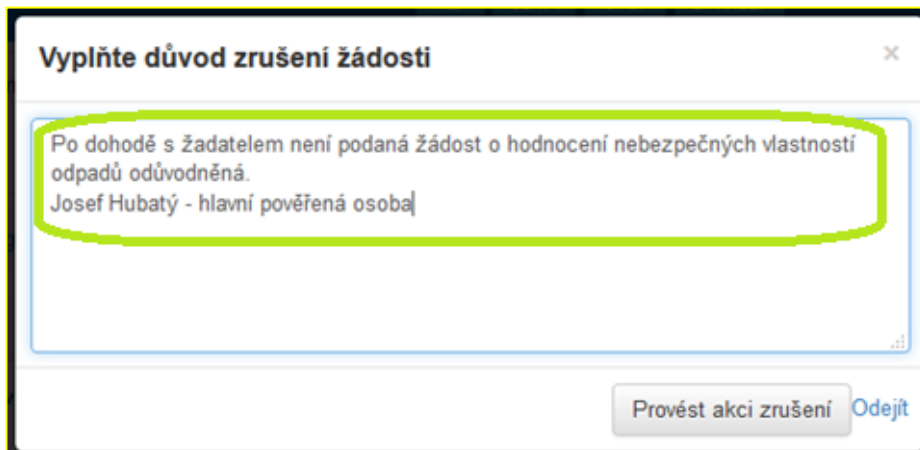 Vyplňte důvod zrušení žádosti
×
Po dohodě s žadatelem není podaná žádost o hodnocení nebezpečných vlastností
odpadů odůvodněná.
Josef Hubatý - hlavní pověřená osoba
Provést akci zrušení Odejít